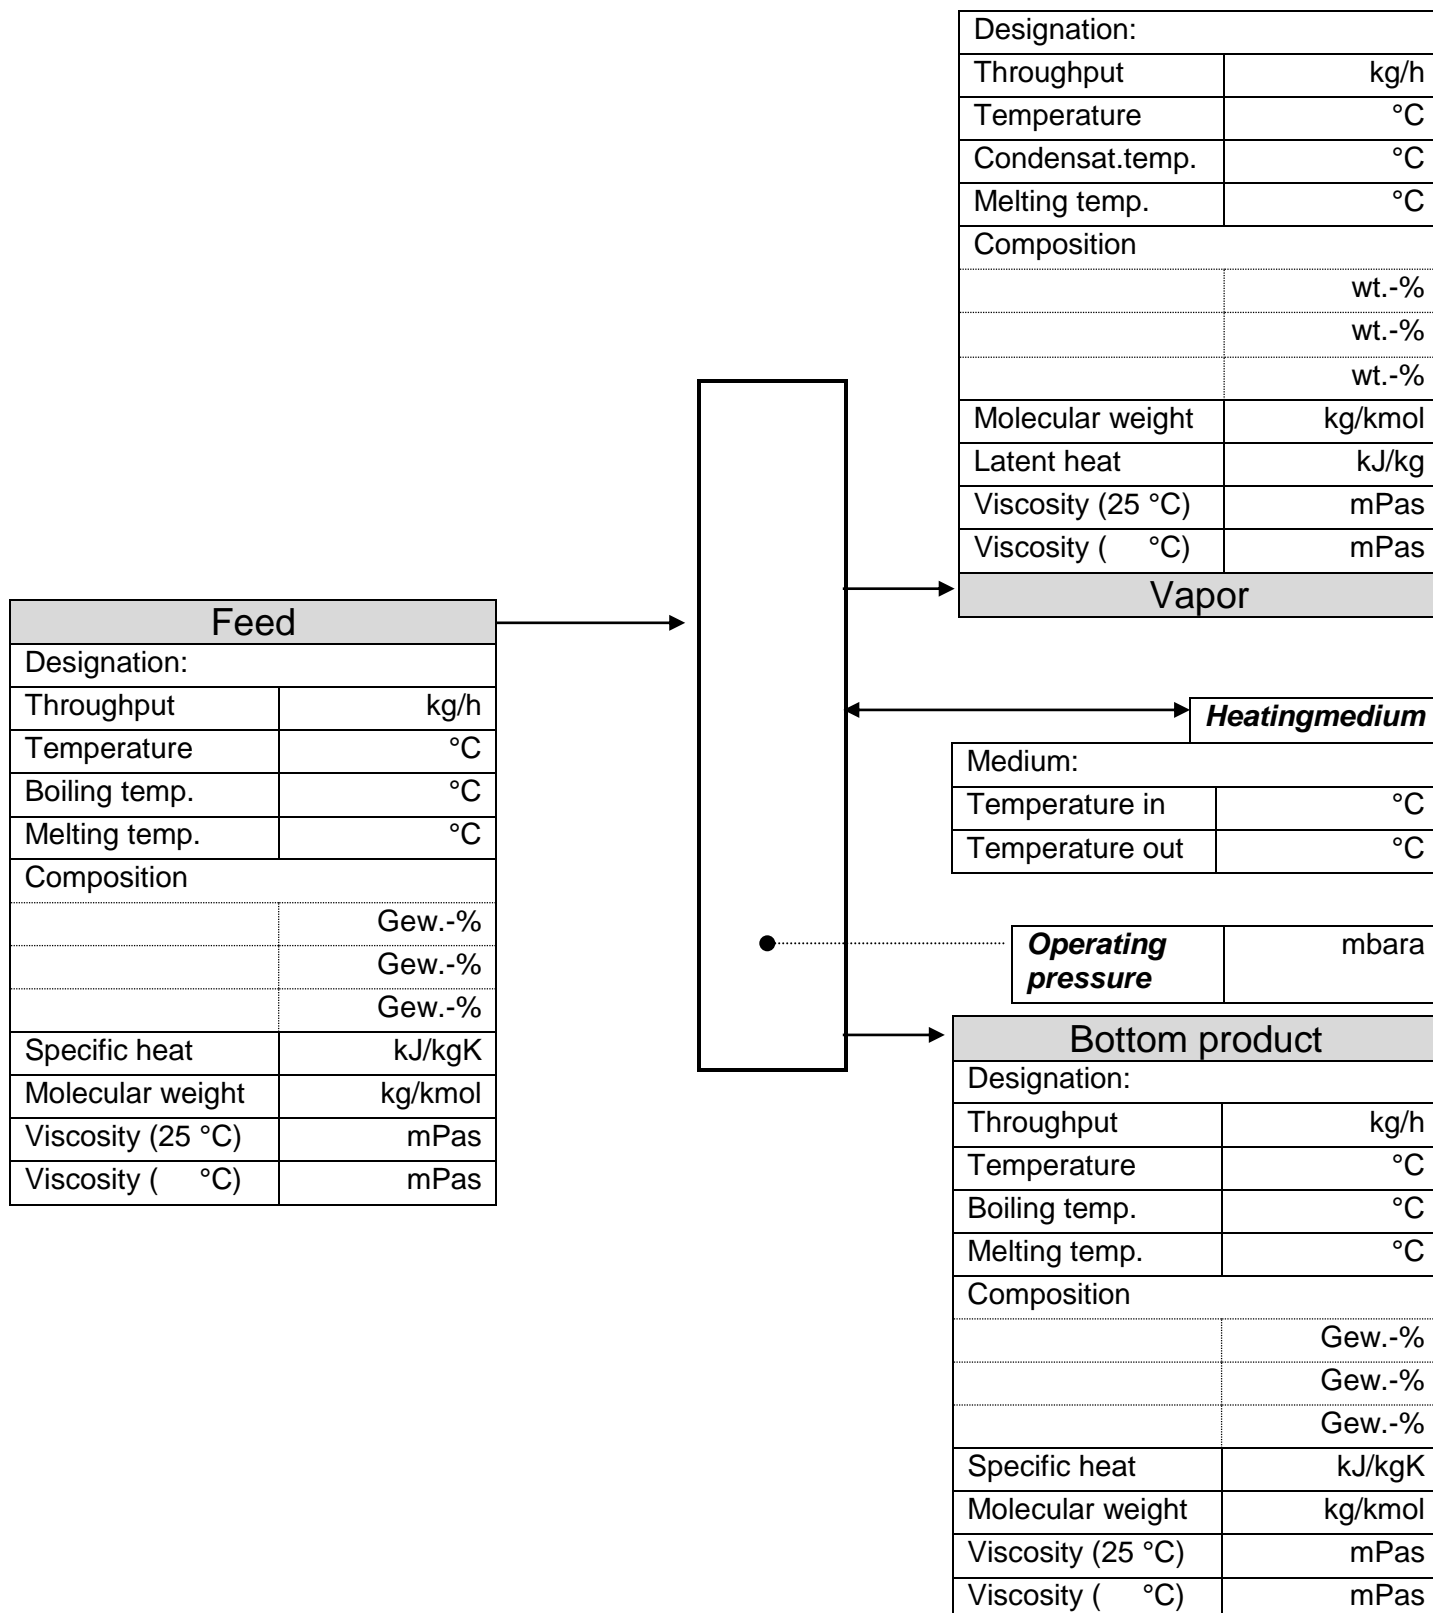 Designation:
Throughput kg/h
Temperature °C
Condensat.temp. °C
Melting temp. °C
Composition
wt.-%
wt.-%
wt.-%
Molecular weight kg/kmol
Latent heat kJ/kg
Viscosity (25 °C) mPas
Viscosity ( °C) mPas
Vapor
Feed
Designation:
Throughput kg/h
Temperature °C
Boiling temp. °C
Melting temp. °C
Composition
Gew.-%
Gew.-%
Gew.-%
Specific heat kJ/kgK
Molecular weight kg/kmol
Viscosity (25 °C) mPas
Viscosity ( °C) mPas
Heatingmedium
Medium:
Temperature in °C
Temperature out °C
Operating mbara
pressure
Bottom product
Designation:
Throughput kg/h
Temperature °C
Boiling temp. °C
Melting temp. °C
Composition
Gew.-%
Gew.-%
Gew.-%
Specific heat kJ/kgK
Molecular weight kg/kmol
Viscosity (25 °C) mPas
Viscosity ( °C) mPas